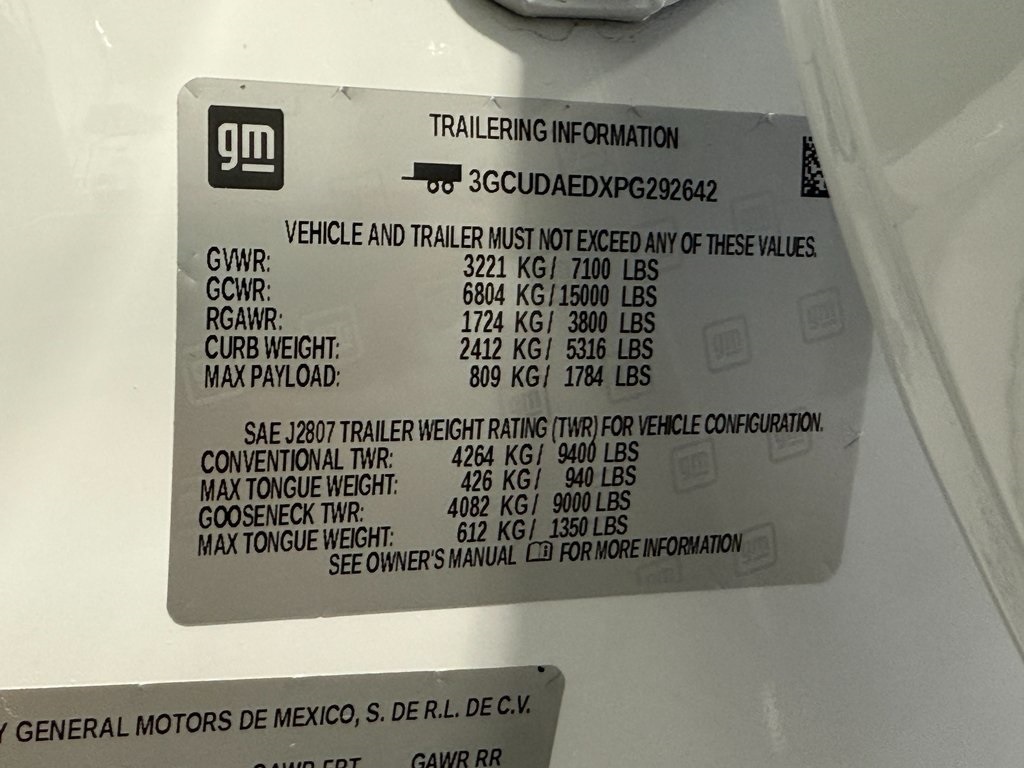 gm
TRAILERING INFORMATION
3GCUDAEDXPG292642
VEHICLE AND TRAILER MUST NOT EXCEED ANY OF THESE VALUES.
GVWR: 3221 KG/ 7100 LBS
GCWR: 6804 KG/15000 LBS
RGAWR: 1724 KG/ 3800 LBS
CURB WEIGHT: 2412 KG/ 5316 LBS
MAX PAYLOAD: 809 KG/ 1784 LBS
SAE J2807 TRAILER WEIGHT RATING (TWR) FOR VEHICLE CONFIGURATION.
CONVENTIONAL TWR: 4264 KG/ 9400 LBS
MAX TONGUE WEIGHT: 426 KG/ 940 LBS
GOOSENECK TWR: 4082 KG/ 9000 LBS
MAX TONGUE WEIGHT: 612 KG/ 1350 LBS
SEE OWNER'S MANUAL FOR MORE INFORMATION
Y GENERAL MOTORS DE MEXICO, S. DE R.L. DE C.V.
GAWR FRT GAWR RR